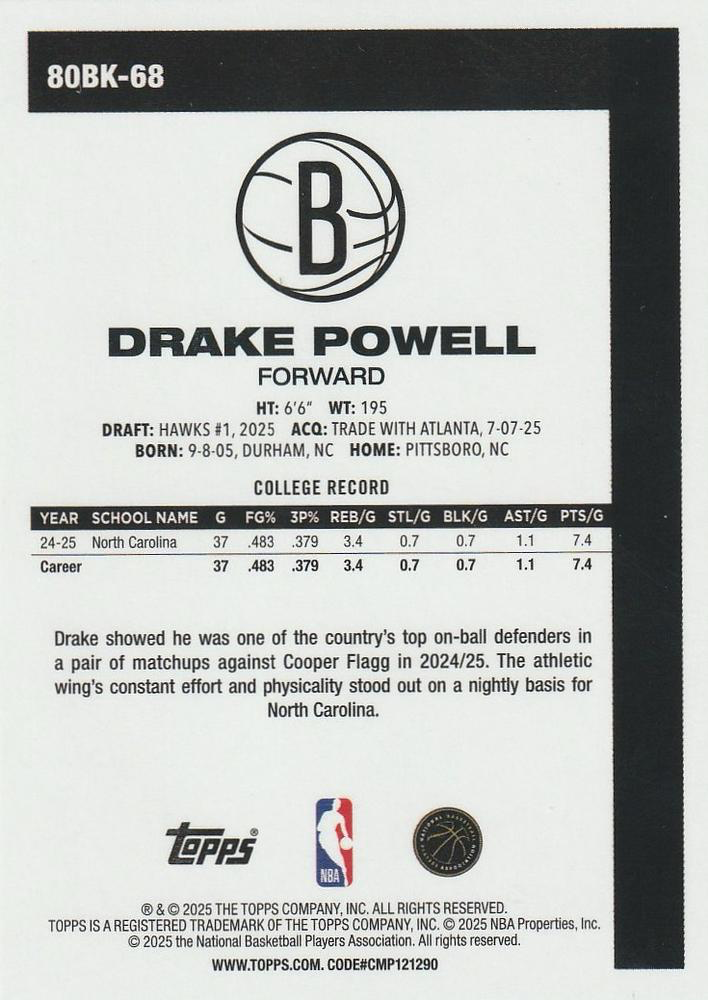 80BK-68
B
DRAKE POWELL
FORWARD
HT: 6'6" WT: 195
DRAFT: HAWKS #1, 2025 ACQ: TRADE WITH ATLANTA, 7-07-25
BORN: 9-8-05, DURHAM, NC HOME: PITTSBORO, NC
COLLEGE RECORD
YEAR SCHOOL NAME G FG% 3P% REB/G STL/G BLK/G AST/G PTS/G
24-25 North Carolina 37 .483 .379 3.4 0.7 0.7 1.1 7.4
Career 37 .483 .379 3.4 0.7 0.7 1.1 7.4
Drake showed he was one of the country's top on-ball defenders in
a pair of matchups against Cooper Flagg in 2024/25. The athletic
wing's constant effort and physicality stood out on a nightly basis for
North Carolina.
Topps®
NBA
NATIONAL BASKETBALL
PLAYERS ASSOCIATION
® & © 2025 THE TOPPS COMPANY, INC. ALL RIGHTS RESERVED.
TOPPS IS A REGISTERED TRADEMARK OF THE TOPPS COMPANY, INC. © 2025 NBA Properties, Inc.
© 2025 the National Basketball Players Association. All rights reserved.
WWW.TOPPS.COM. CODE#CMP121290